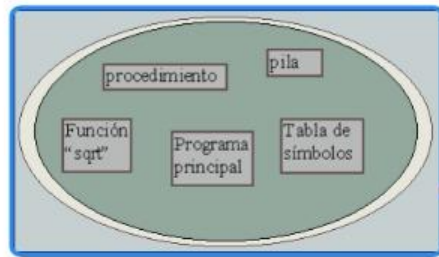 pila
procedimiento
Función
“sqrt”
Programa
principal
Tabla de
símbolos